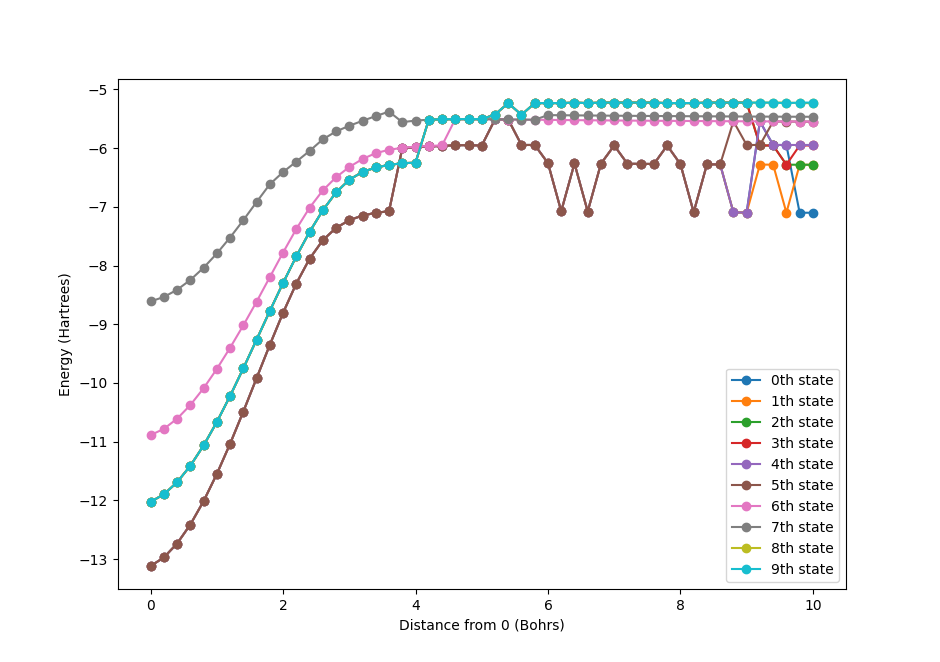 −5
−6
−7
−8
−9
−10
−11
−12
−13
Energy (Hartrees)
0th state
1th state
2th state
3th state
4th state
5th state
6th state
7th state
8th state
9th state
0 2 4 6 8 10
Distance from 0 (Bohrs)